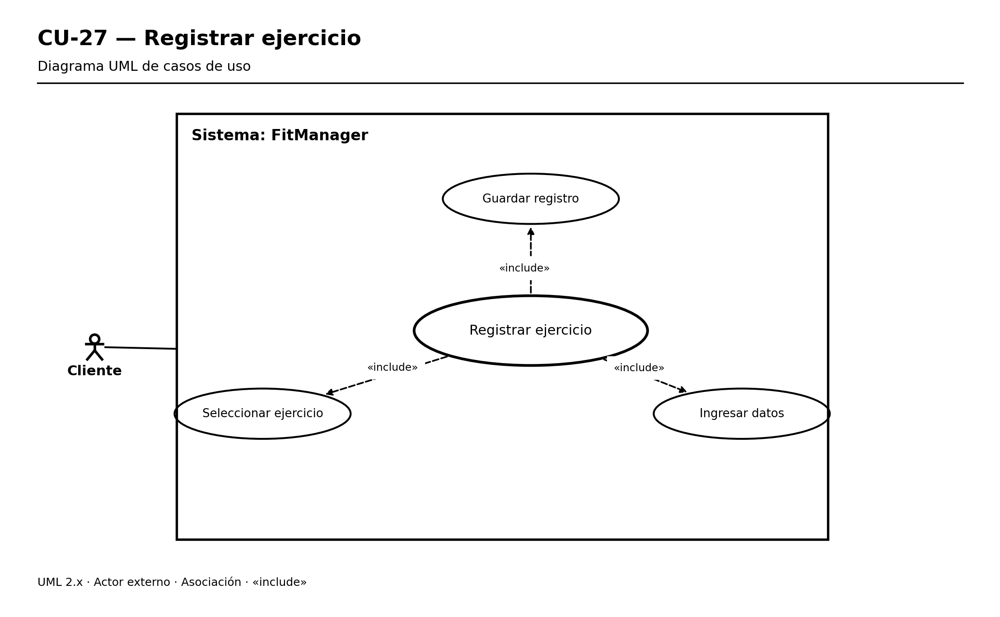 CU-27 — Registrar ejercicio
Diagrama UML de casos de uso
Sistema: FitManager
Guardar registro
«include»
Registrar ejercicio
«include»
«include»
Cliente
Seleccionar ejercicio
Ingresar datos
UML 2.x · Actor externo · Asociación · «include»